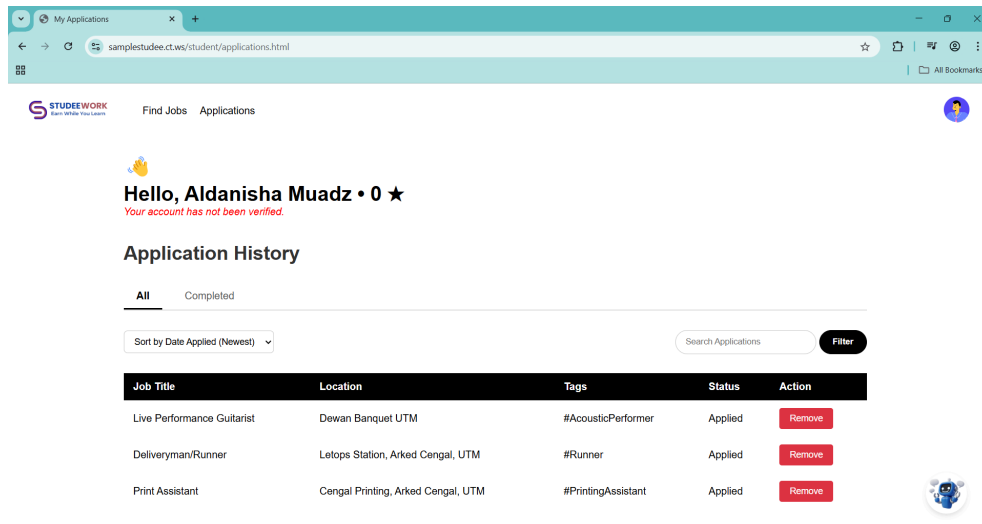 My Applications
samplestudee.ct.ws/student/applications.html
All Bookmarks
STUDEEWORK
Earn While You Learn
Find Jobs Applications
Hello, Aldanisha Muadz • 0 ★
Your account has not been verified.
Application History
All Completed
Sort by Date Applied (Newest) Search Applications Filter
Job Title Location Tags Status Action
Live Performance Guitarist Dewan Banquet UTM #AcousticPerformer Applied Remove
Deliveryman/Runner Letops Station, Arked Cengal, UTM #Runner Applied Remove
Print Assistant Cengal Printing, Arked Cengal, UTM #PrintingAssistant Applied Remove